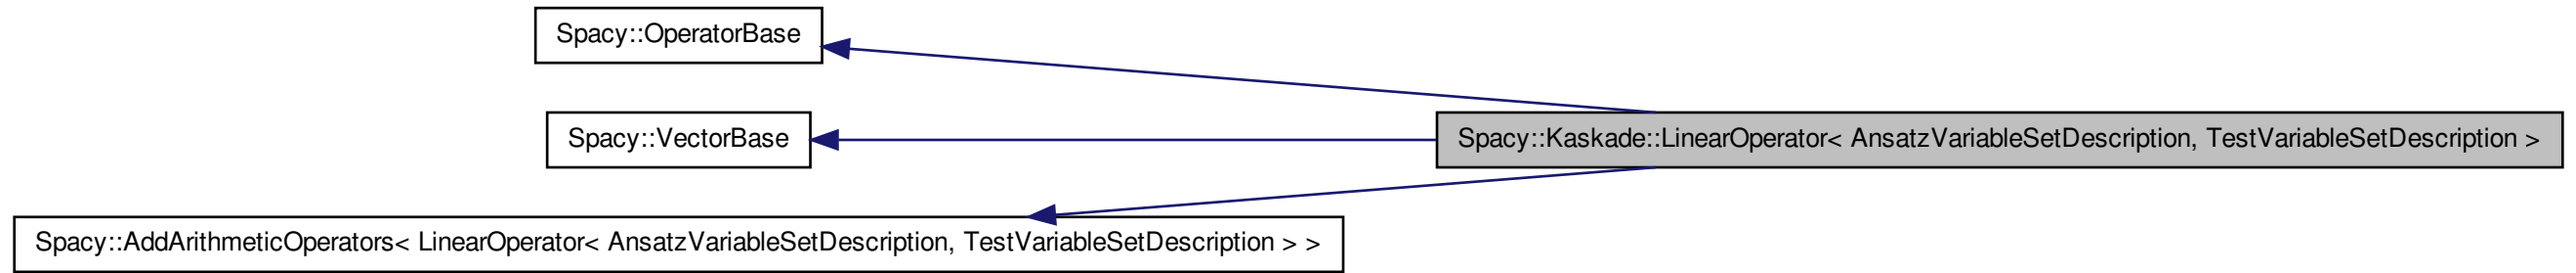 Spacy::OperatorBase
Spacy::VectorBase
Spacy::Kaskade::LinearOperator< AnsatzVariableSetDescription, TestVariableSetDescription >
Spacy::AddArithmeticOperators< LinearOperator< AnsatzVariableSetDescription, TestVariableSetDescription > >